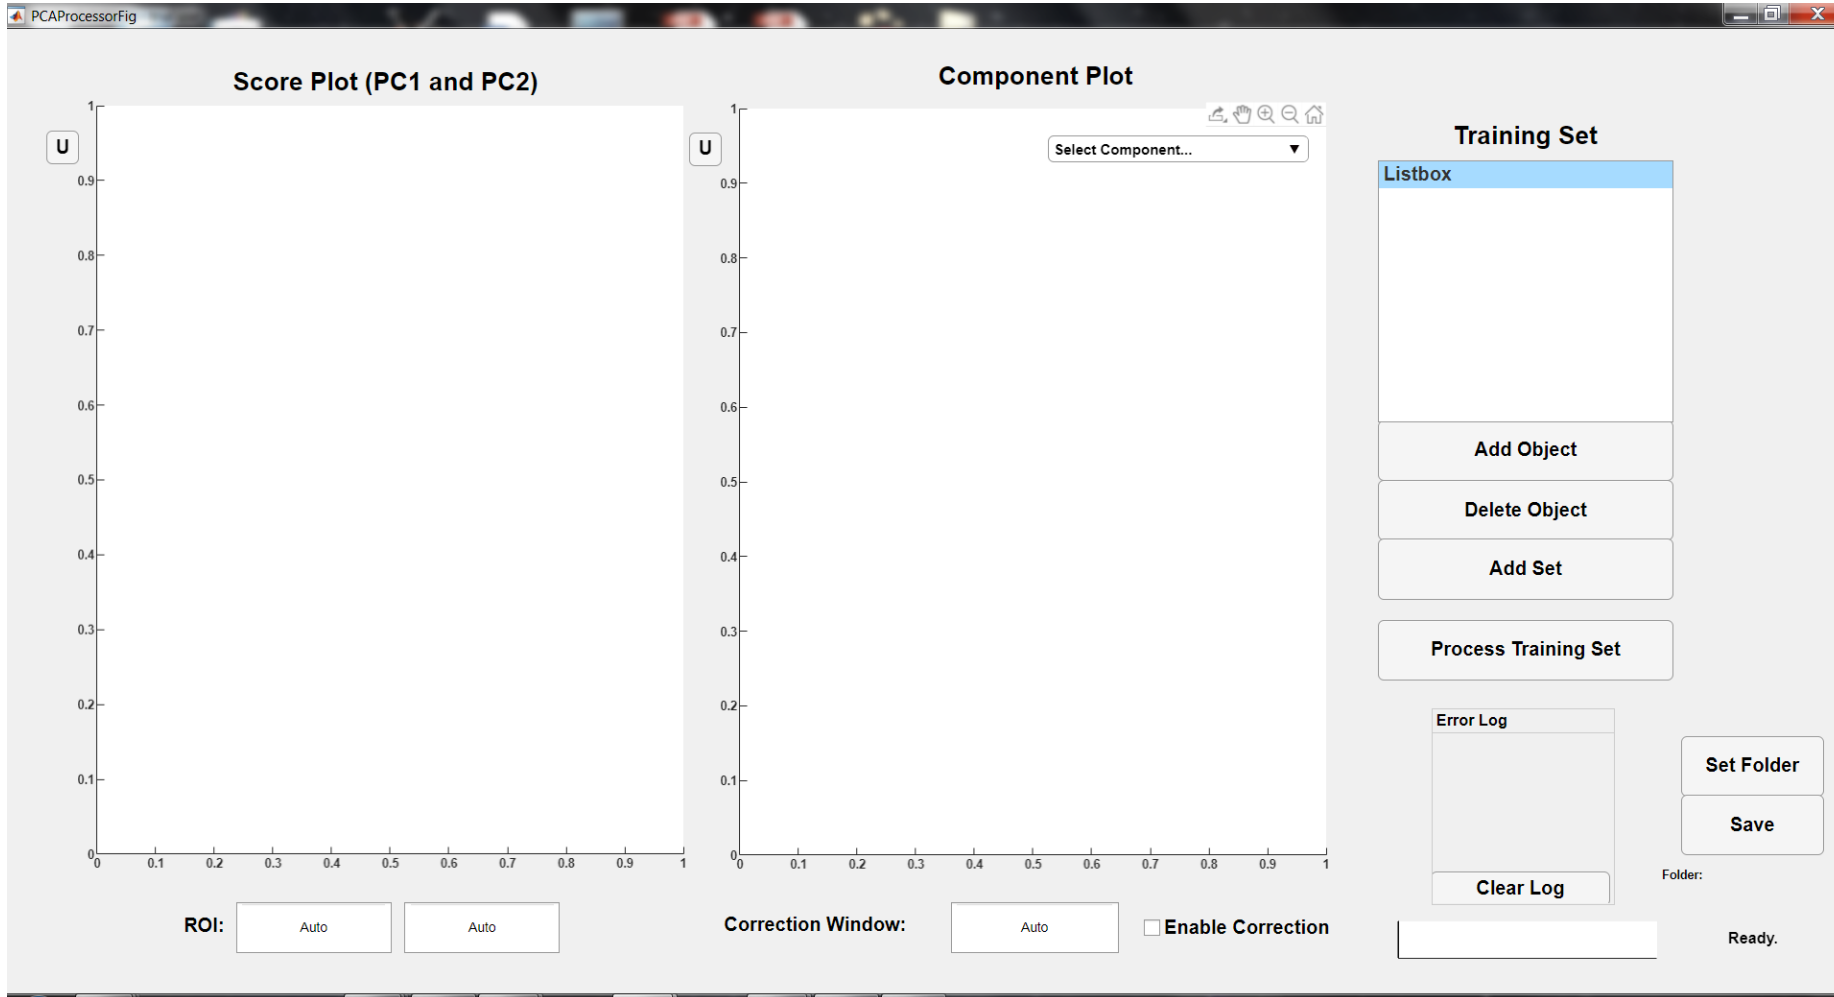 PCAProcessorFig
Score Plot (PC1 and PC2)
Component Plot
U
1
0.9
0.8
0.7
0.6
0.5
0.4
0.3
0.2
0.1
0
0 0.1 0.2 0.3 0.4 0.5 0.6 0.7 0.8 0.9 1
U
Select Component...
1
0.9
0.8
0.7
0.6
0.5
0.4
0.3
0.2
0.1
0
0 0.1 0.2 0.3 0.4 0.5 0.6 0.7 0.8 0.9 1
Training Set
Listbox
Add Object
Delete Object
Add Set
Process Training Set
Error Log
Clear Log
Set Folder
Save
Folder:
ROI: Auto Auto
Correction Window: Auto Enable Correction
Ready.